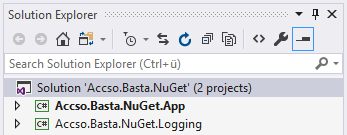 Solution Explorer
Search Solution Explorer (Ctrl+ü)
Solution 'Accso.Basta.NuGet' (2 projects)
C# Accso.Basta.NuGet.App
C# Accso.Basta.NuGet.Logging